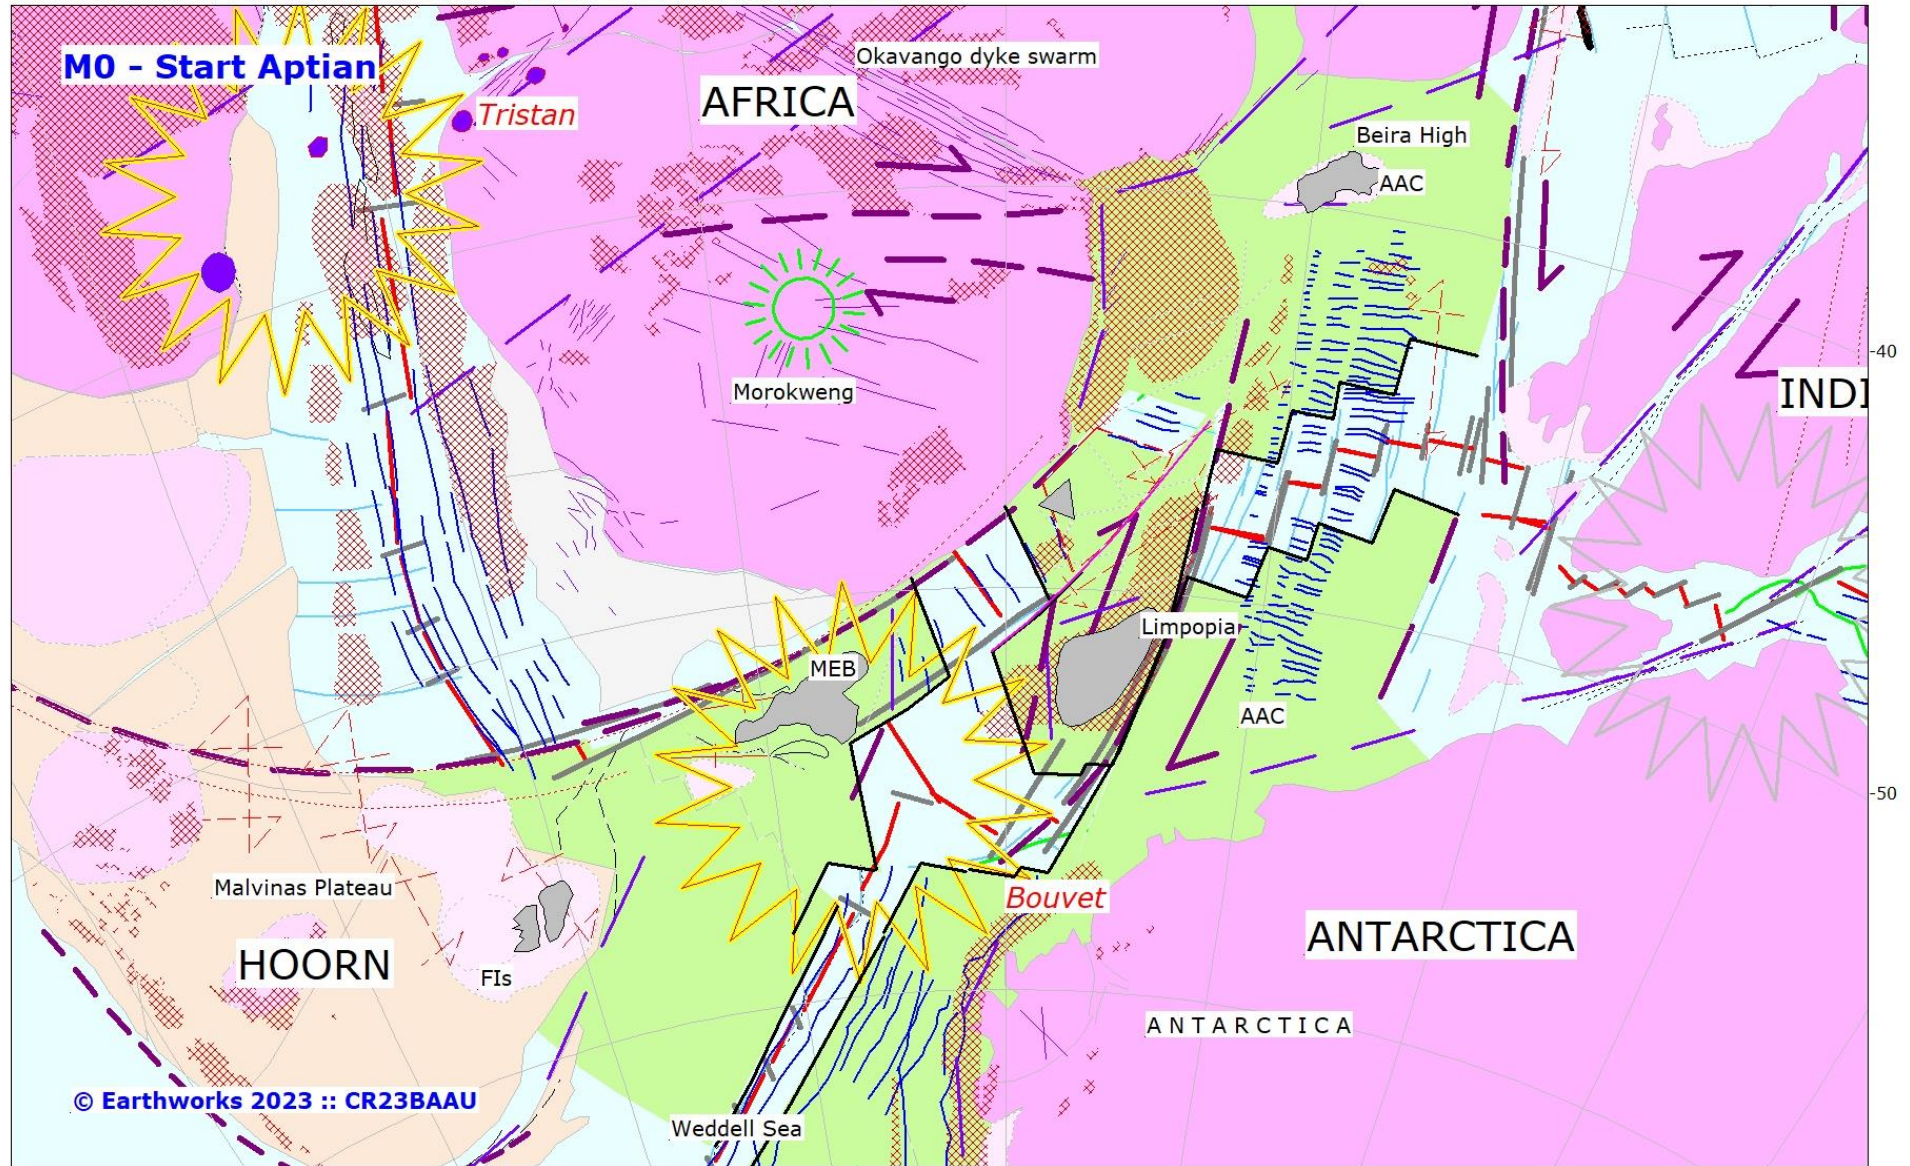 M0 - Start Aptian
Okavango dyke swarm
AFRICA
Tristan
Beira High
AAC
-40
Morokweng
INDI
Limpopia
MEB
AAC
-50
Malvinas Plateau
Bouvet
HOORN
ANTARCTICA
FIs
ANTARCTICA
© Earthworks 2023 :: CR23BAAU
Weddell Sea